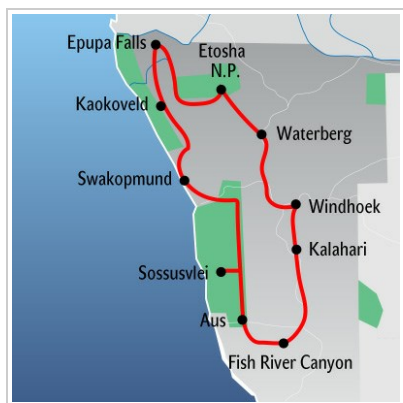 Epupa Falls
Etosha
N.P.
Kaokoveld
Waterberg
Swakopmund
Windhoek
Kalahari
Sossusvlei
Aus
Fish River Canyon